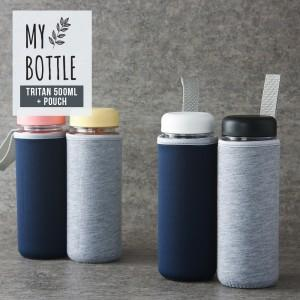 MY
BOTTLE
TRITAN 500ML
+ POUCH